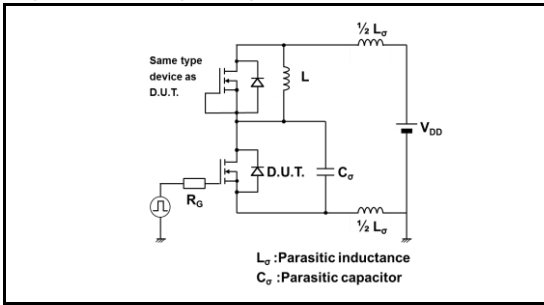 ½ Lσ
Same type
device as
D.U.T.
L
VDD
D.U.T.
Cσ
RG
½ Lσ
Lσ :Parasitic inductance
Cσ :Parasitic capacitor